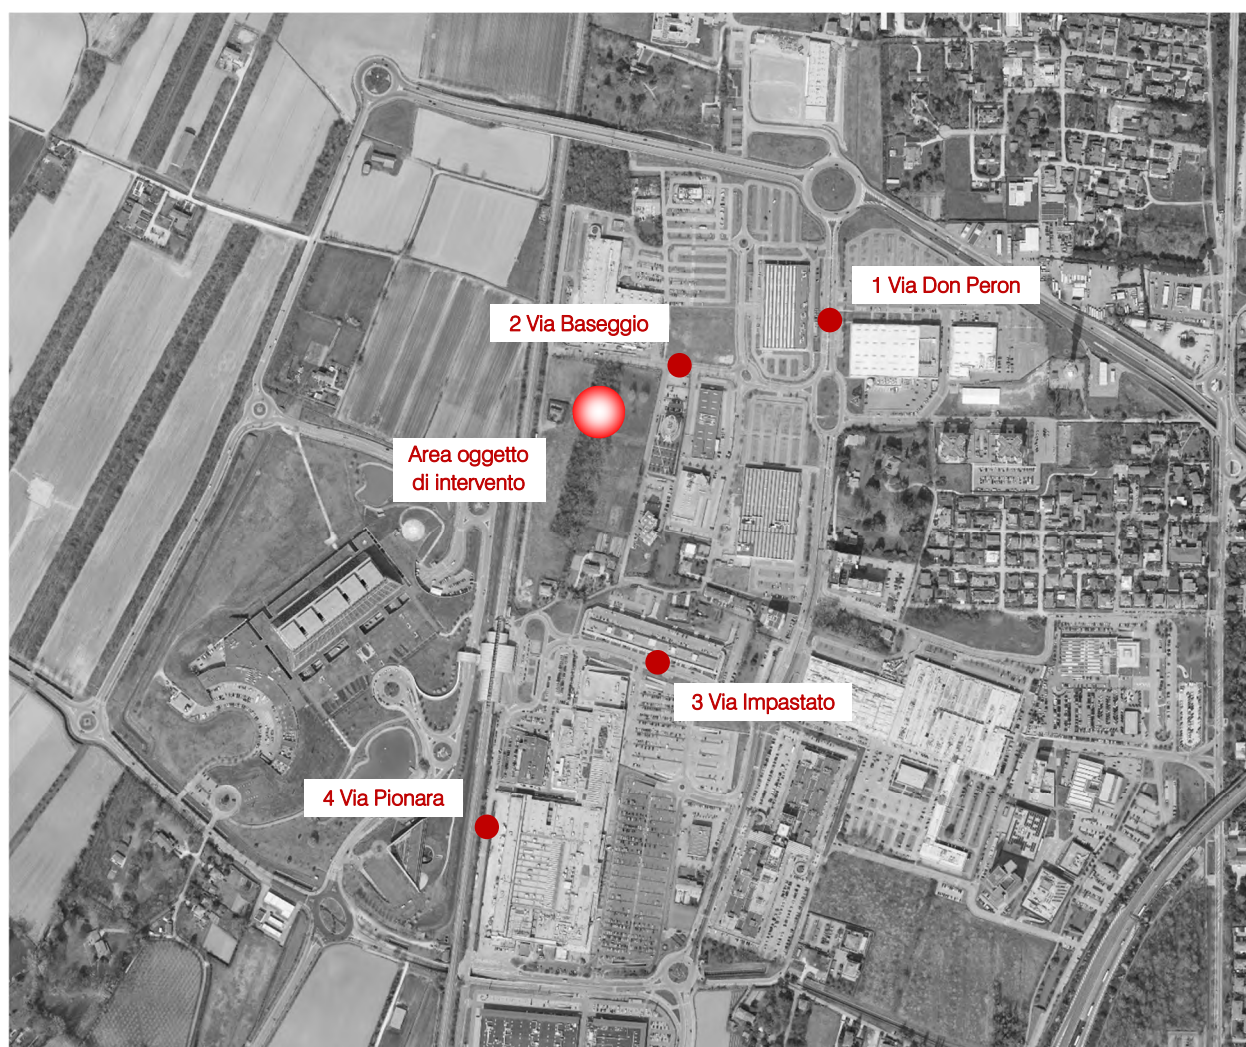 1 Via Don Peron
2 Via Baseggio
Area oggetto
di intervento
3 Via Impastato
4 Via Pionara